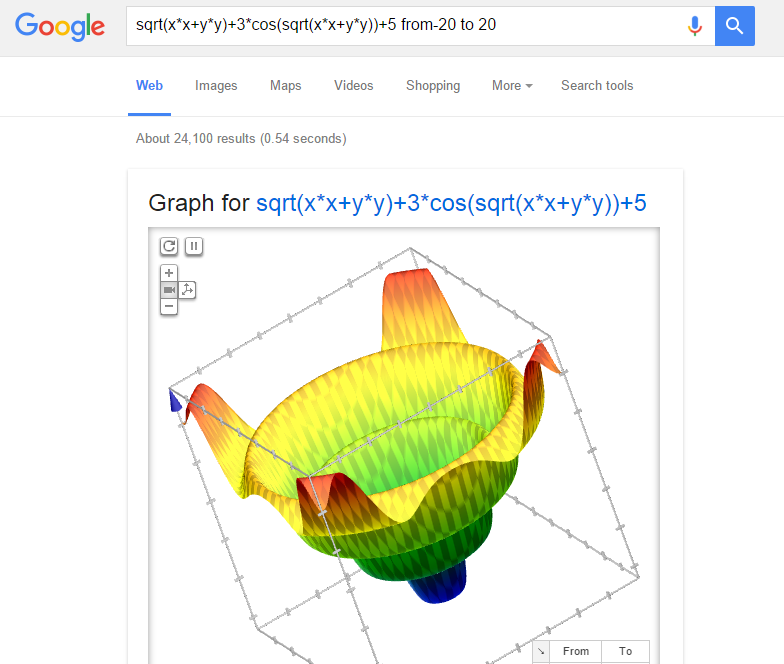 Google sqrt(x*x+y*y)+3*cos(sqrt(x*x+y*y))+5 from-20 to 20
Web Images Maps Videos Shopping More Search tools
About 24,100 results (0.54 seconds)
Graph for sqrt(x*x+y*y)+3*cos(sqrt(x*x+y*y))+5
From To